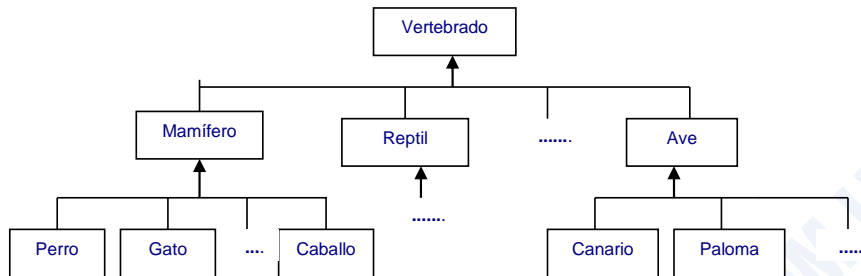 Vertebrado
Mamífero
Reptil
.......
Ave
.......
Perro
Gato
....
Caballo
Canario
Paloma
.....